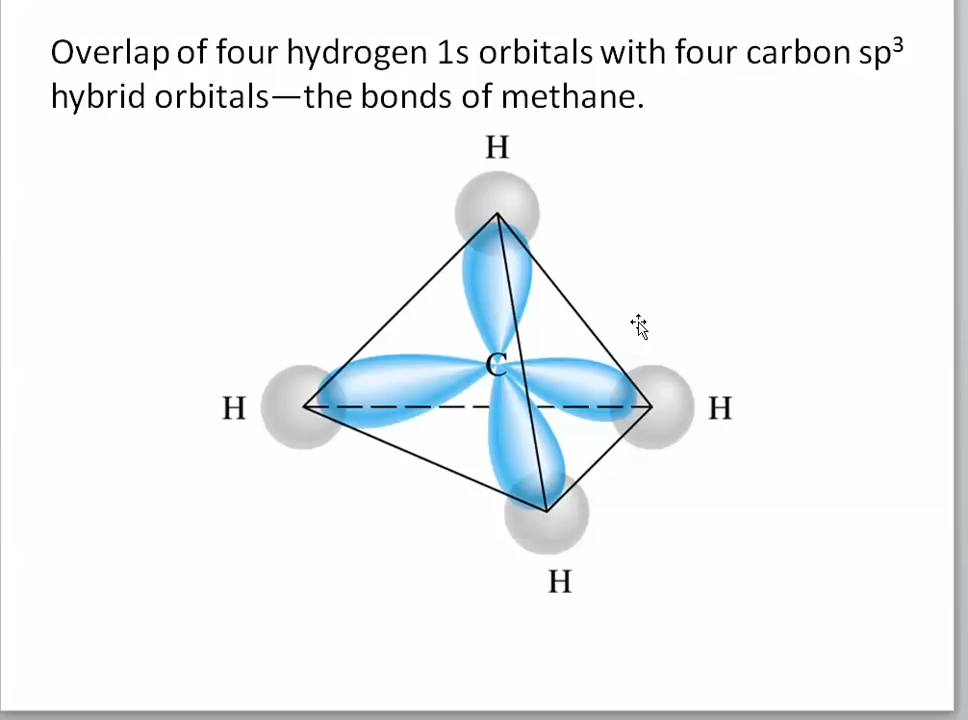 Overlap of four hydrogen 1s orbitals with four carbon sp³
hybrid orbitals—the bonds of methane.
H
C
H
H
H